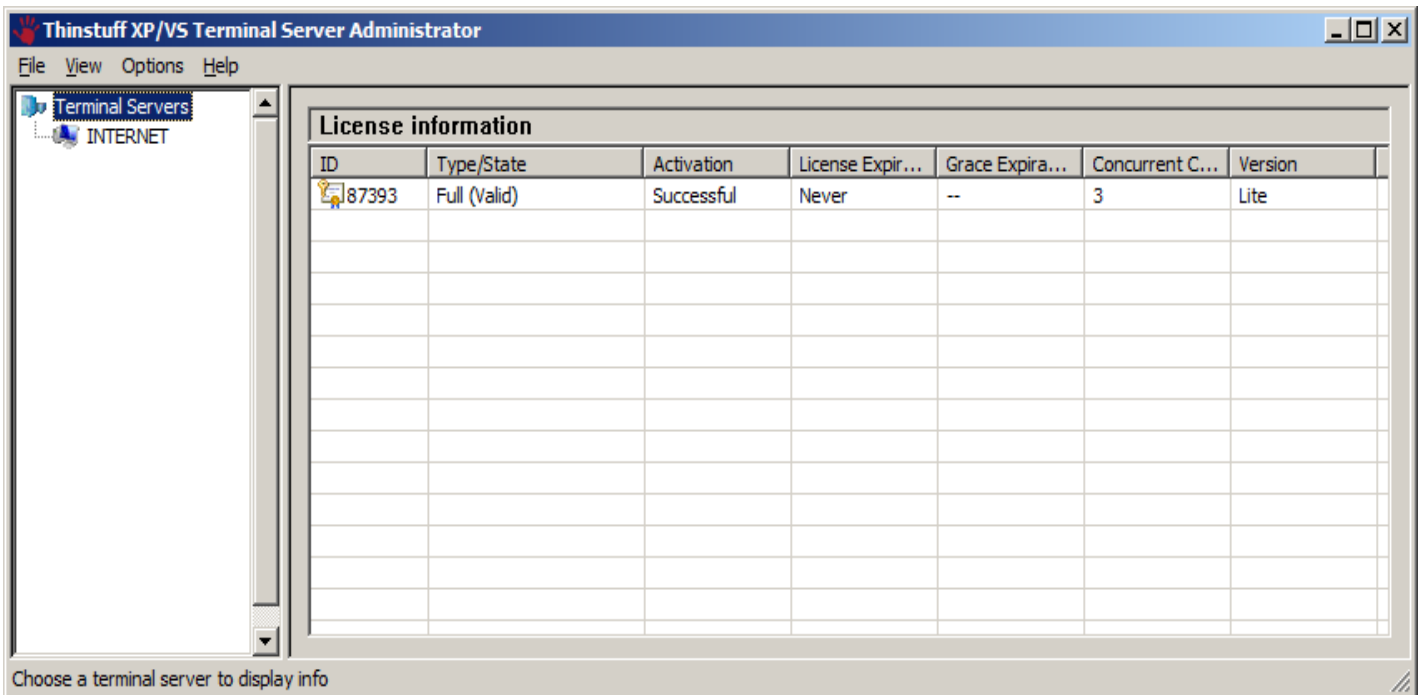 Thinstuff XP/VS Terminal Server Administrator
File View Options Help
Terminal Servers
INTERNET
License information
ID Type/State Activation License Expir... Grace Expira... Concurrent C... Version
87393 Full (Valid) Successful Never -- 3 Lite
Choose a terminal server to display info